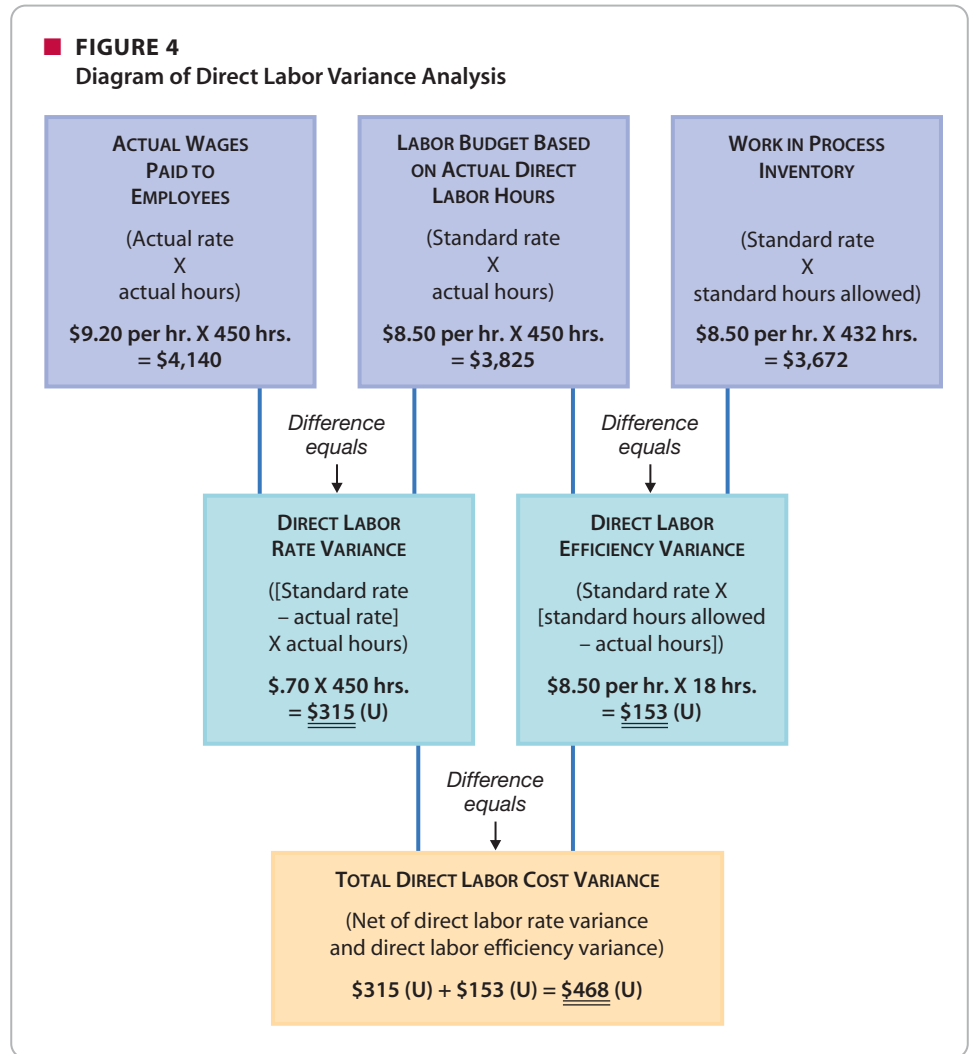 FIGURE 4
Diagram of Direct Labor Variance Analysis
ACTUAL WAGES
PAID TO
EMPLOYEES
(Actual rate
X
actual hours)
$9.20 per hr. X 450 hrs.
= $4,140
LABOR BUDGET BASED
ON ACTUAL DIRECT
LABOR HOURS
(Standard rate
X
actual hours)
$8.50 per hr. X 450 hrs.
= $3,825
WORK IN PROCESS
INVENTORY
(Standard rate
X
standard hours allowed)
$8.50 per hr. X 432 hrs.
= $3,672
Difference
equals
Difference
equals
DIRECT LABOR
RATE VARIANCE
([Standard rate
– actual rate]
X actual hours)
$.70 X 450 hrs.
= $315 (U)
DIRECT LABOR
EFFICIENCY VARIANCE
(Standard rate X
[standard hours allowed
– actual hours])
$8.50 per hr. X 18 hrs.
= $153 (U)
Difference
equals
TOTAL DIRECT LABOR COST VARIANCE
(Net of direct labor rate variance
and direct labor efficiency variance)
$315 (U) + $153 (U) = $468 (U)